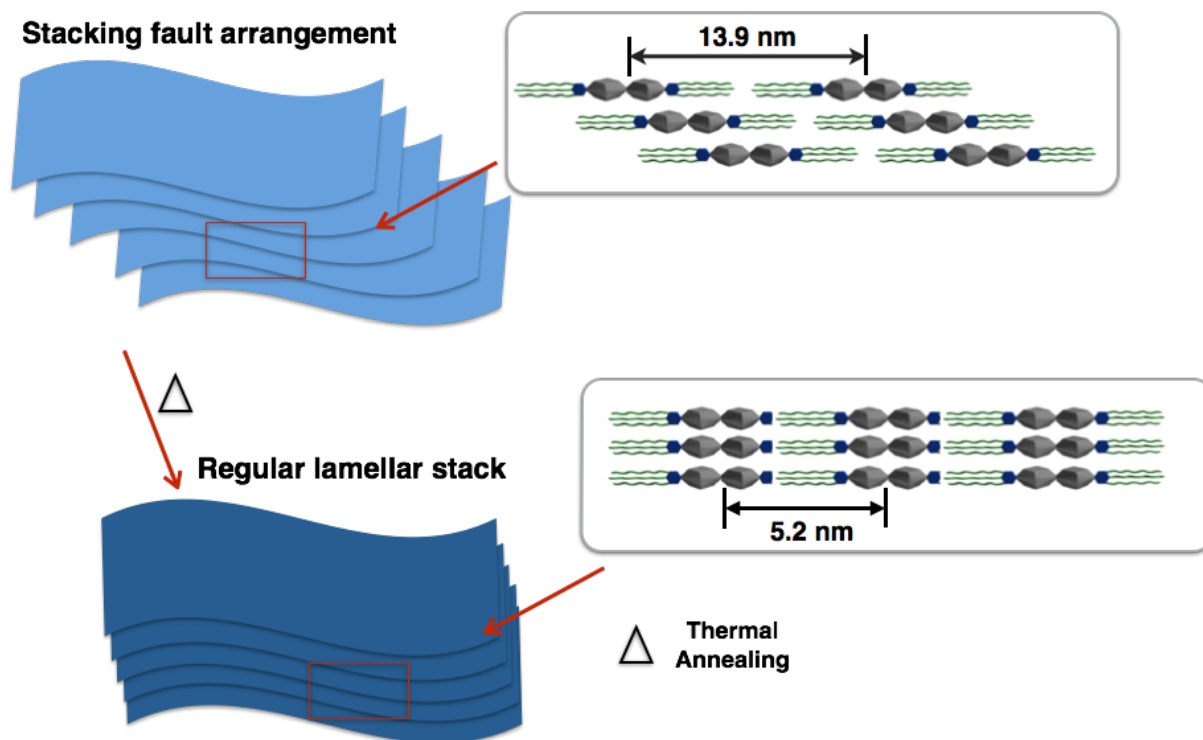 Stacking fault arrangement
13.9 nm
Regular lamellar stack
5.2 nm
Thermal
Annealing